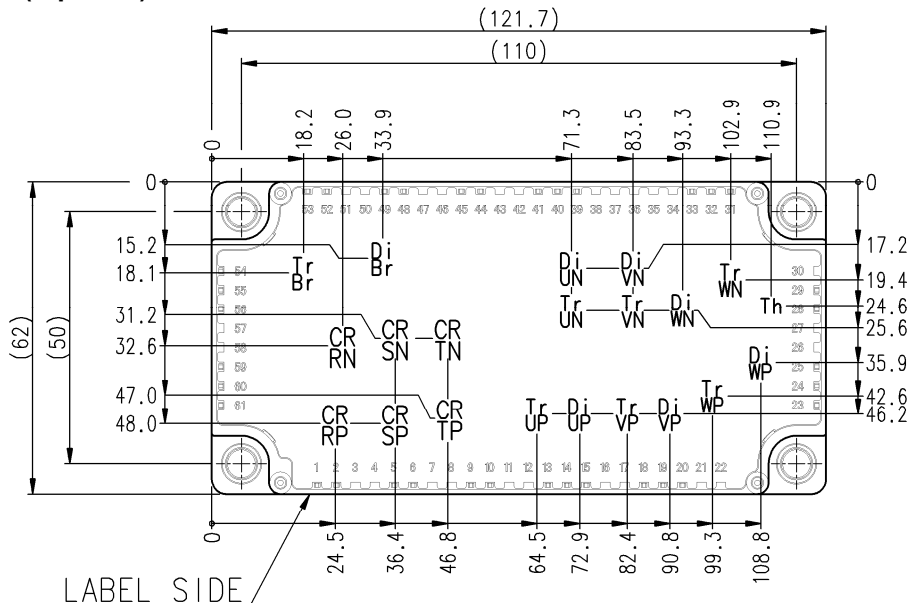 (121.7)
(110)
0 18.2 26.0 33.9 71.3 83.5 93.3 102.9 110.9
0 0
53 52 51 50 49 48 47 46 45 44 43 42 41 40 39 38 37 36 35 34 33 32 31
15.2 17.2
18.1 19.4
31.2 24.6
32.6 25.6
47.0 35.9
48.0 42.6
46.2
(62) (50)
54 55 56 57 58 59 60 61
30 29 28 27 26 25 24 23
Tr Br
Di Br
Di UN
Di VN
Tr WN
Tr UN
Tr VN
Di WN
Th
CR RN
CR SN
CR TN
Di WP
CR RP
CR SP
CR TP
Tr UP
Di UP
Tr VP
Di VP
Tr WP
1 2 3 4 5 6 7 8 9 10 11 12 13 14 15 17 18 19 20 21 22
0 24.5 36.4 46.8 64.5 72.9 82.4 90.8 99.3 108.8
LABEL SIDE